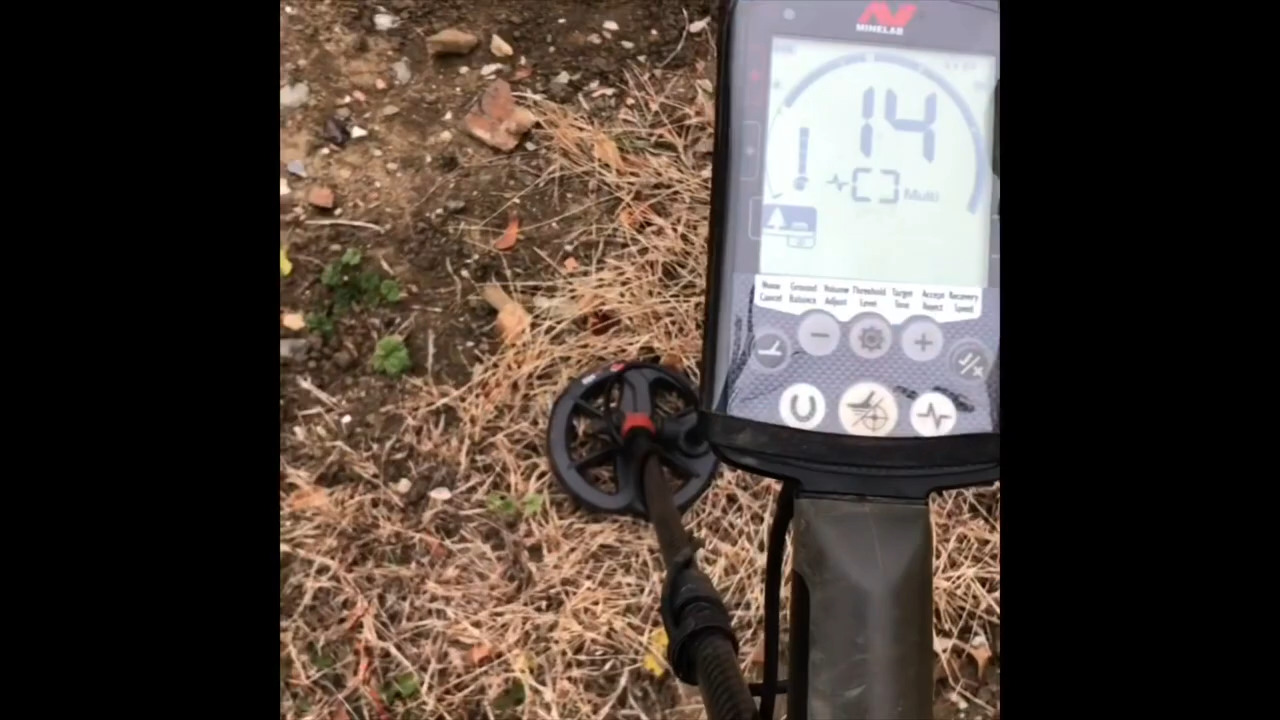 MINELAB
14
Multi
Noise Cancel
Ground Balance
Volume Adjust
Threshold Level
Target Tone
Accept Reject
Recovery Speed